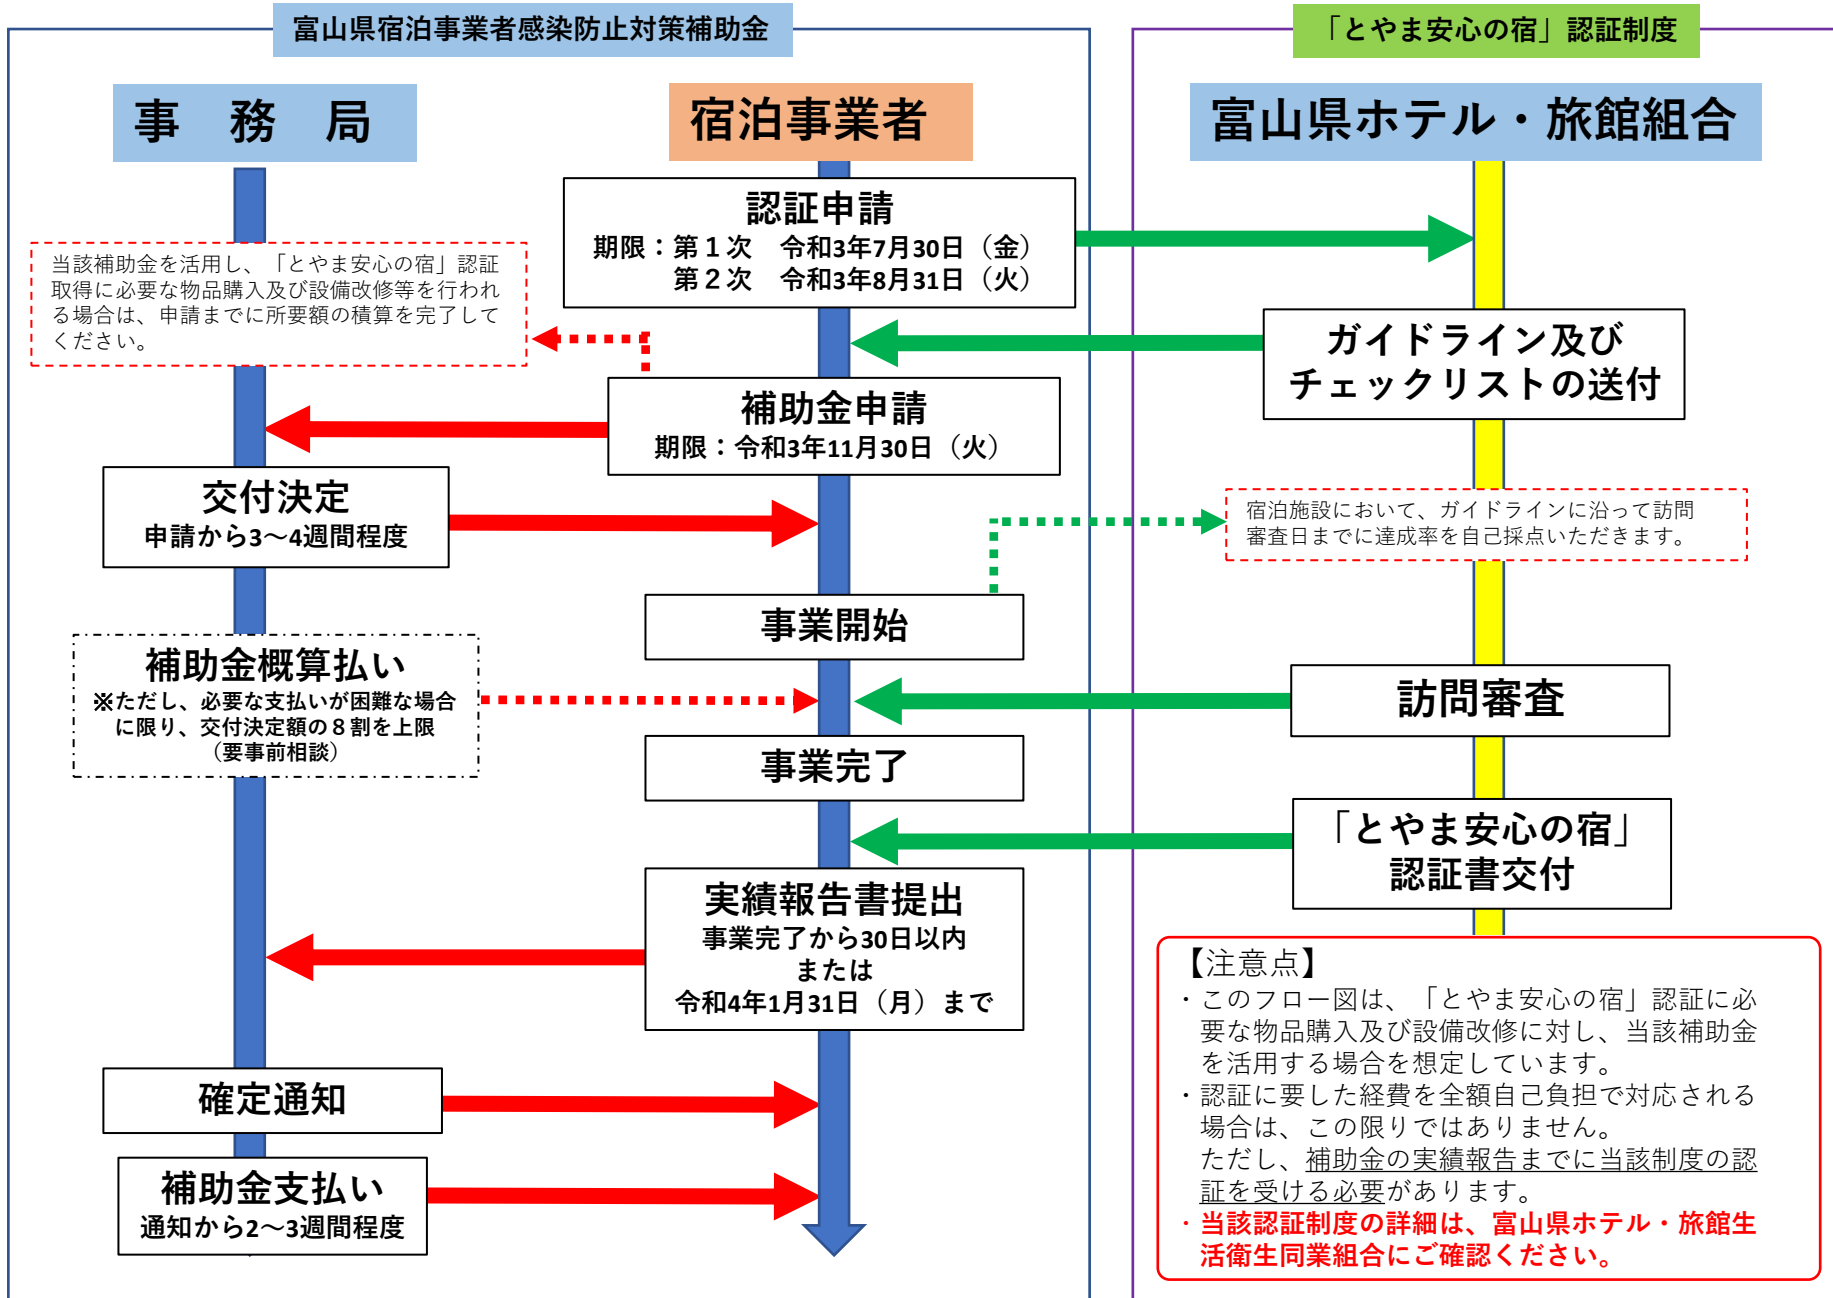 富山県宿泊事業者感染防止対策補助金
「とやま安心の宿」認証制度
事　務　局
宿泊事業者
富山県ホテル・旅館組合
認証申請
期限：第１次　令和3年7月30日（金）
第２次　令和3年8月31日（火）
当該補助金を活用し、「とやま安心の宿」認証
取得に必要な物品購入及び設備改修等を行われ
る場合は、申請までに所要額の積算を完了して
ください。
ガイドライン及び
チェックリストの送付
補助金申請
期限：令和3年11月30日（火）
交付決定
申請から3～4週間程度
宿泊施設において、ガイドラインに沿って訪問
審査日までに達成率を自己採点いただきます。
事業開始
補助金概算払い
※ただし、必要な支払いが困難な場合
に限り、交付決定額の８割を上限
（要事前相談）
訪問審査
事業完了
「とやま安心の宿」
認証書交付
実績報告書提出
事業完了から30日以内
または
令和4年1月31日（月）まで
確定通知
補助金支払い
通知から2～3週間程度
【注意点】
・このフロー図は、「とやま安心の宿」認証に必
要な物品購入及び設備改修に対し、当該補助金
を活用する場合を想定しています。
・認証に要した経費を全額自己負担で対応される
場合は、この限りではありません。
ただし、補助金の実績報告までに当該制度の認
証を受ける必要があります。
・当該認証制度の詳細は、富山県ホテル・旅館生
活衛生同業組合にご確認ください。